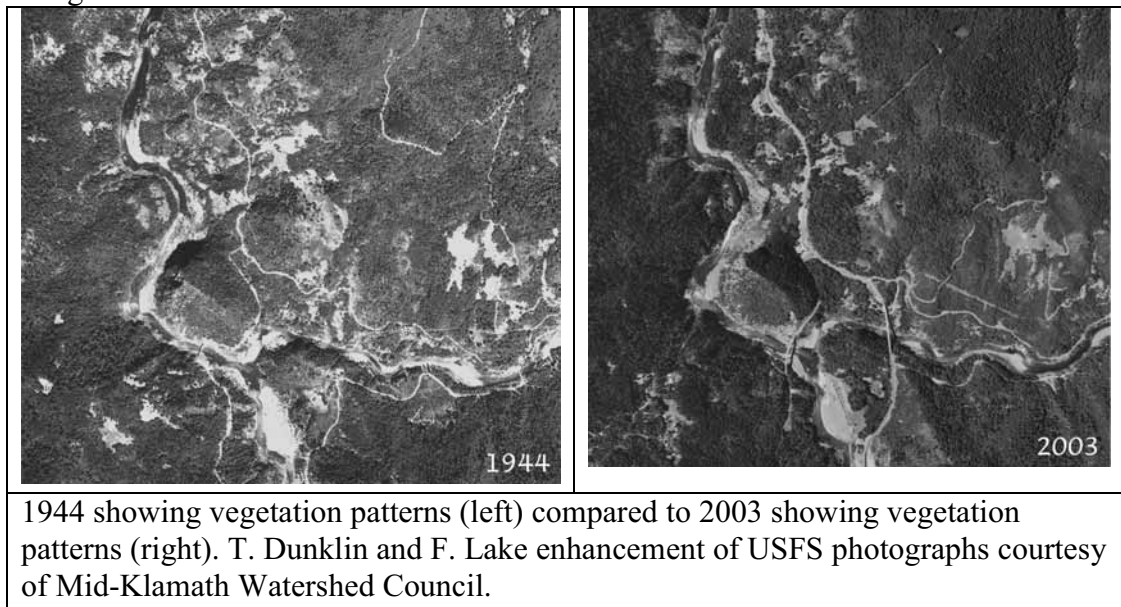 1944
2003
1944 showing vegetation patterns (left) compared to 2003 showing vegetation
patterns (right). T. Dunklin and F. Lake enhancement of USFS photographs courtesy
of Mid-Klamath Watershed Council.